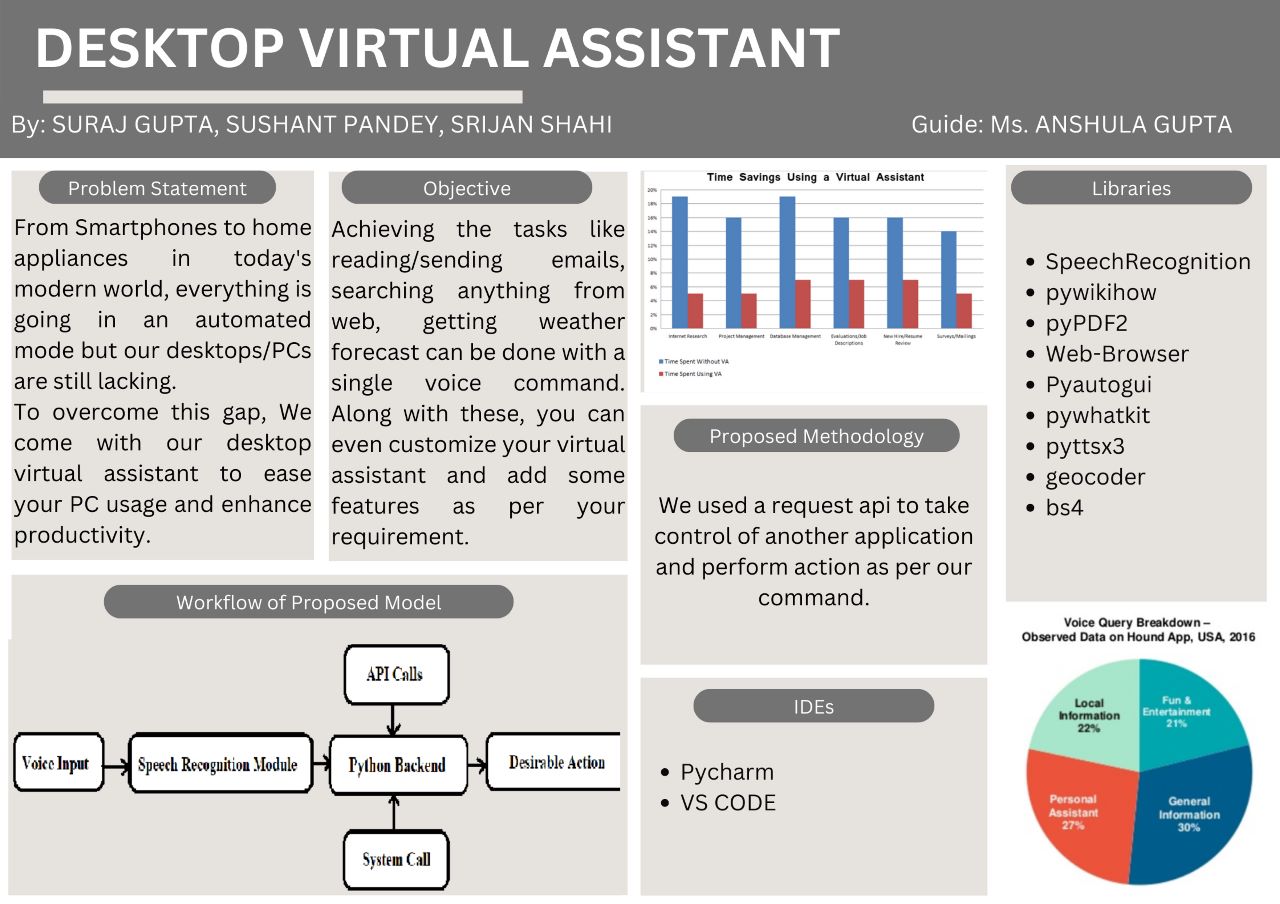 DESKTOP VIRTUAL ASSISTANT
By: SURAJ GUPTA, SUSHANT PANDEY, SRIJAN SHAHI
Guide: Ms. ANSHULA GUPTA
Problem Statement
From Smartphones to home
appliances in today's
modern world, everything is
going in an automated
mode but our desktops/PCs
are still lacking.
To overcome this gap, We
come with our desktop
virtual assistant to ease
your PC usage and enhance
productivity.
Objective
Achieving the tasks like
reading/sending emails,
searching anything from
web, getting weather
forecast can be done with a
single voice command.
Along with these, you can
even customize your virtual
assistant and add some
features as per your
requirement.
Workflow of Proposed Model
API Calls
Voice Input
Speech Recognition Module
Python Backend
Desirable Action
System Call
Time Savings Using a Virtual Assistant
20%
18%
16%
14%
12%
10%
8%
6%
4%
2%
0%
Internet Research
Project Management
Database Management
Evaluations/Job
Descriptions
New Hire/Resume
Review
Surveys/Mailings
Time Spent Without VA
Time Spent Using VA
Proposed Methodology
We used a request api to take
control of another application
and perform action as per our
command.
IDEs
• Pycharm
• VS CODE
Libraries
• SpeechRecognition
• pywikihow
• pyPDF2
• Web-Browser
• Pyautogui
• pywhatkit
• pyttsx3
• geocoder
• bs4
Voice Query Breakdown –
Observed Data on Hound App, USA, 2016
Local
Information
22%
Fun &
Entertainment
21%
Personal
Assistant
27%
General
Information
30%